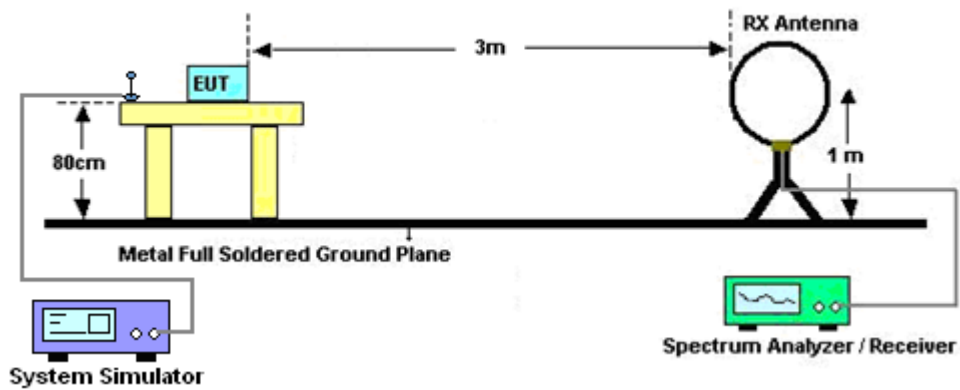 RX Antenna
3m
EUT
80cm
1 m
Metal Full Soldered Ground Plane
System Simulator
Spectrum Analyzer / Receiver